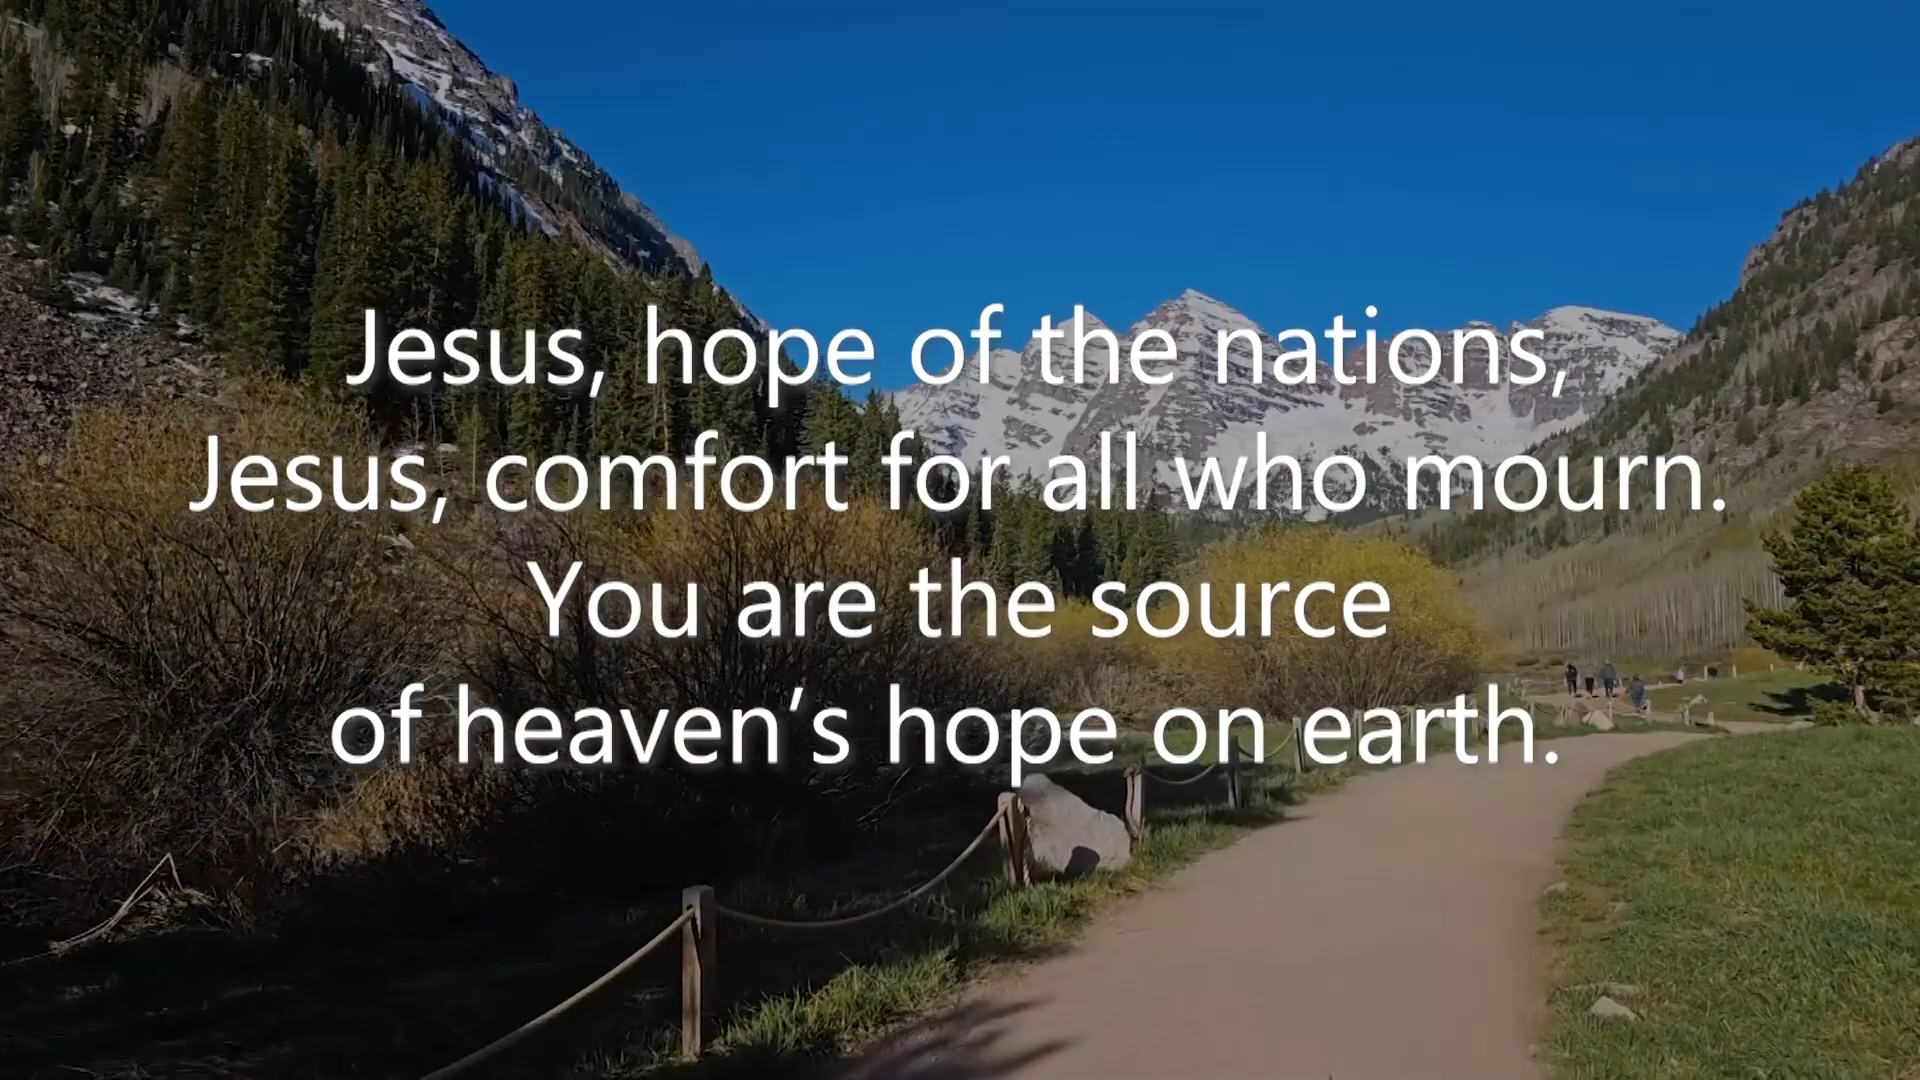 Jesus, hope of the nations,
Jesus, comfort for all who mourn.
You are the source
of heaven’s hope on earth.